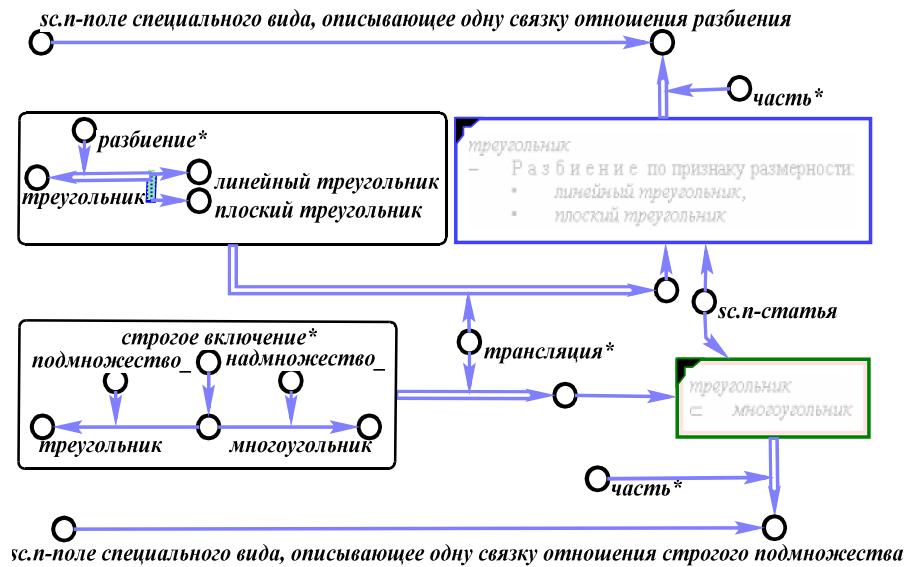 sc.n-поле специального вида, описывающее одну связку отношения разбиения
часть*
разбиение*
треугольник
линейный треугольник
плоский треугольник
треугольник
– Р а з б и е н и е по признаку размерности:
• линейный треугольник,
• плоский треугольник
sc.n-статья
трансляция*
строгое включение*
подмножество_
надмножество_
треугольник
многоугольник
треугольник
⊂ многоугольник
часть*
sc.n-поле специального вида, описывающее одну связку отношения строгого подмножества